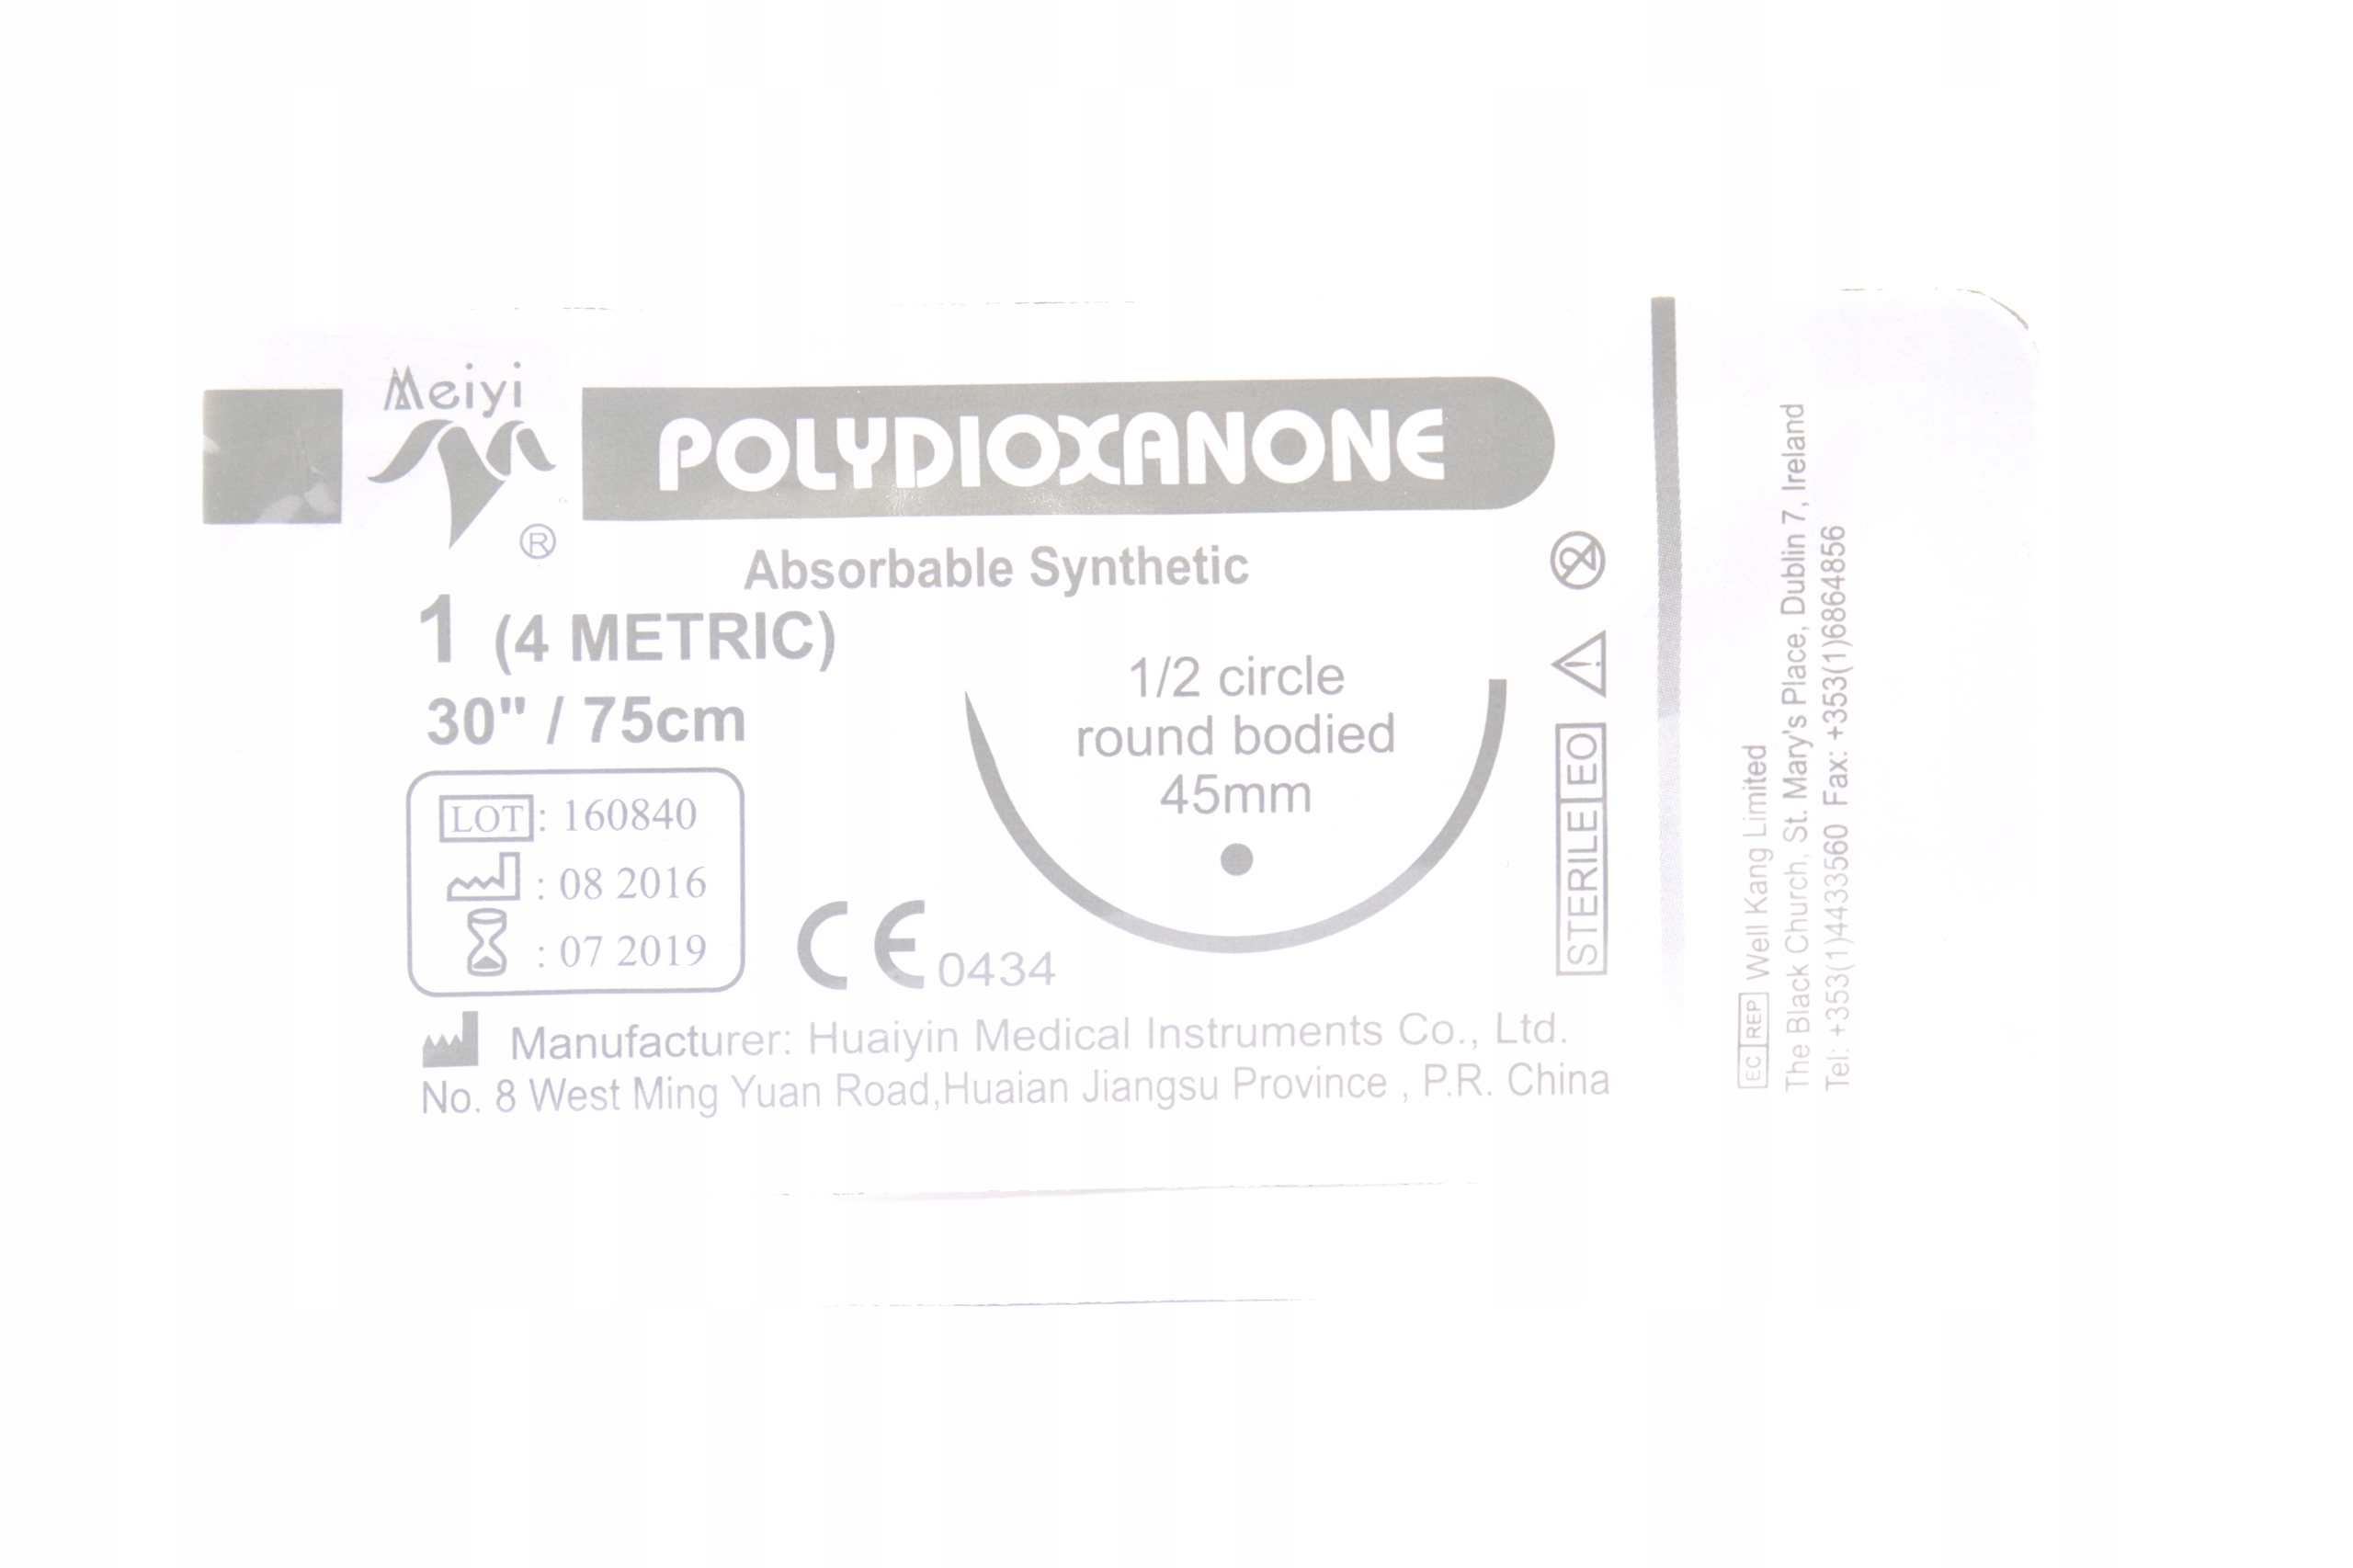 Meiyi
®
POLYDIOXANONE
Absorbable Synthetic
1 (4 METRIC)
30" / 75cm
1/2 circle
round bodied
45mm
LOT: 160840
: 08 2016
: 07 2019
CE 0434
2
STERILE EO
Manufacturer: Huaiyin Medical Instruments Co., Ltd.
No. 8 West Ming Yuan Road,Huaian Jiangsu Province , P.R. China
EC REP Well Kang Limited
The Black Church, St. Mary's Place, Dublin 7, Ireland
Tel: +353(1)4433560 Fax: +353(1)6864856